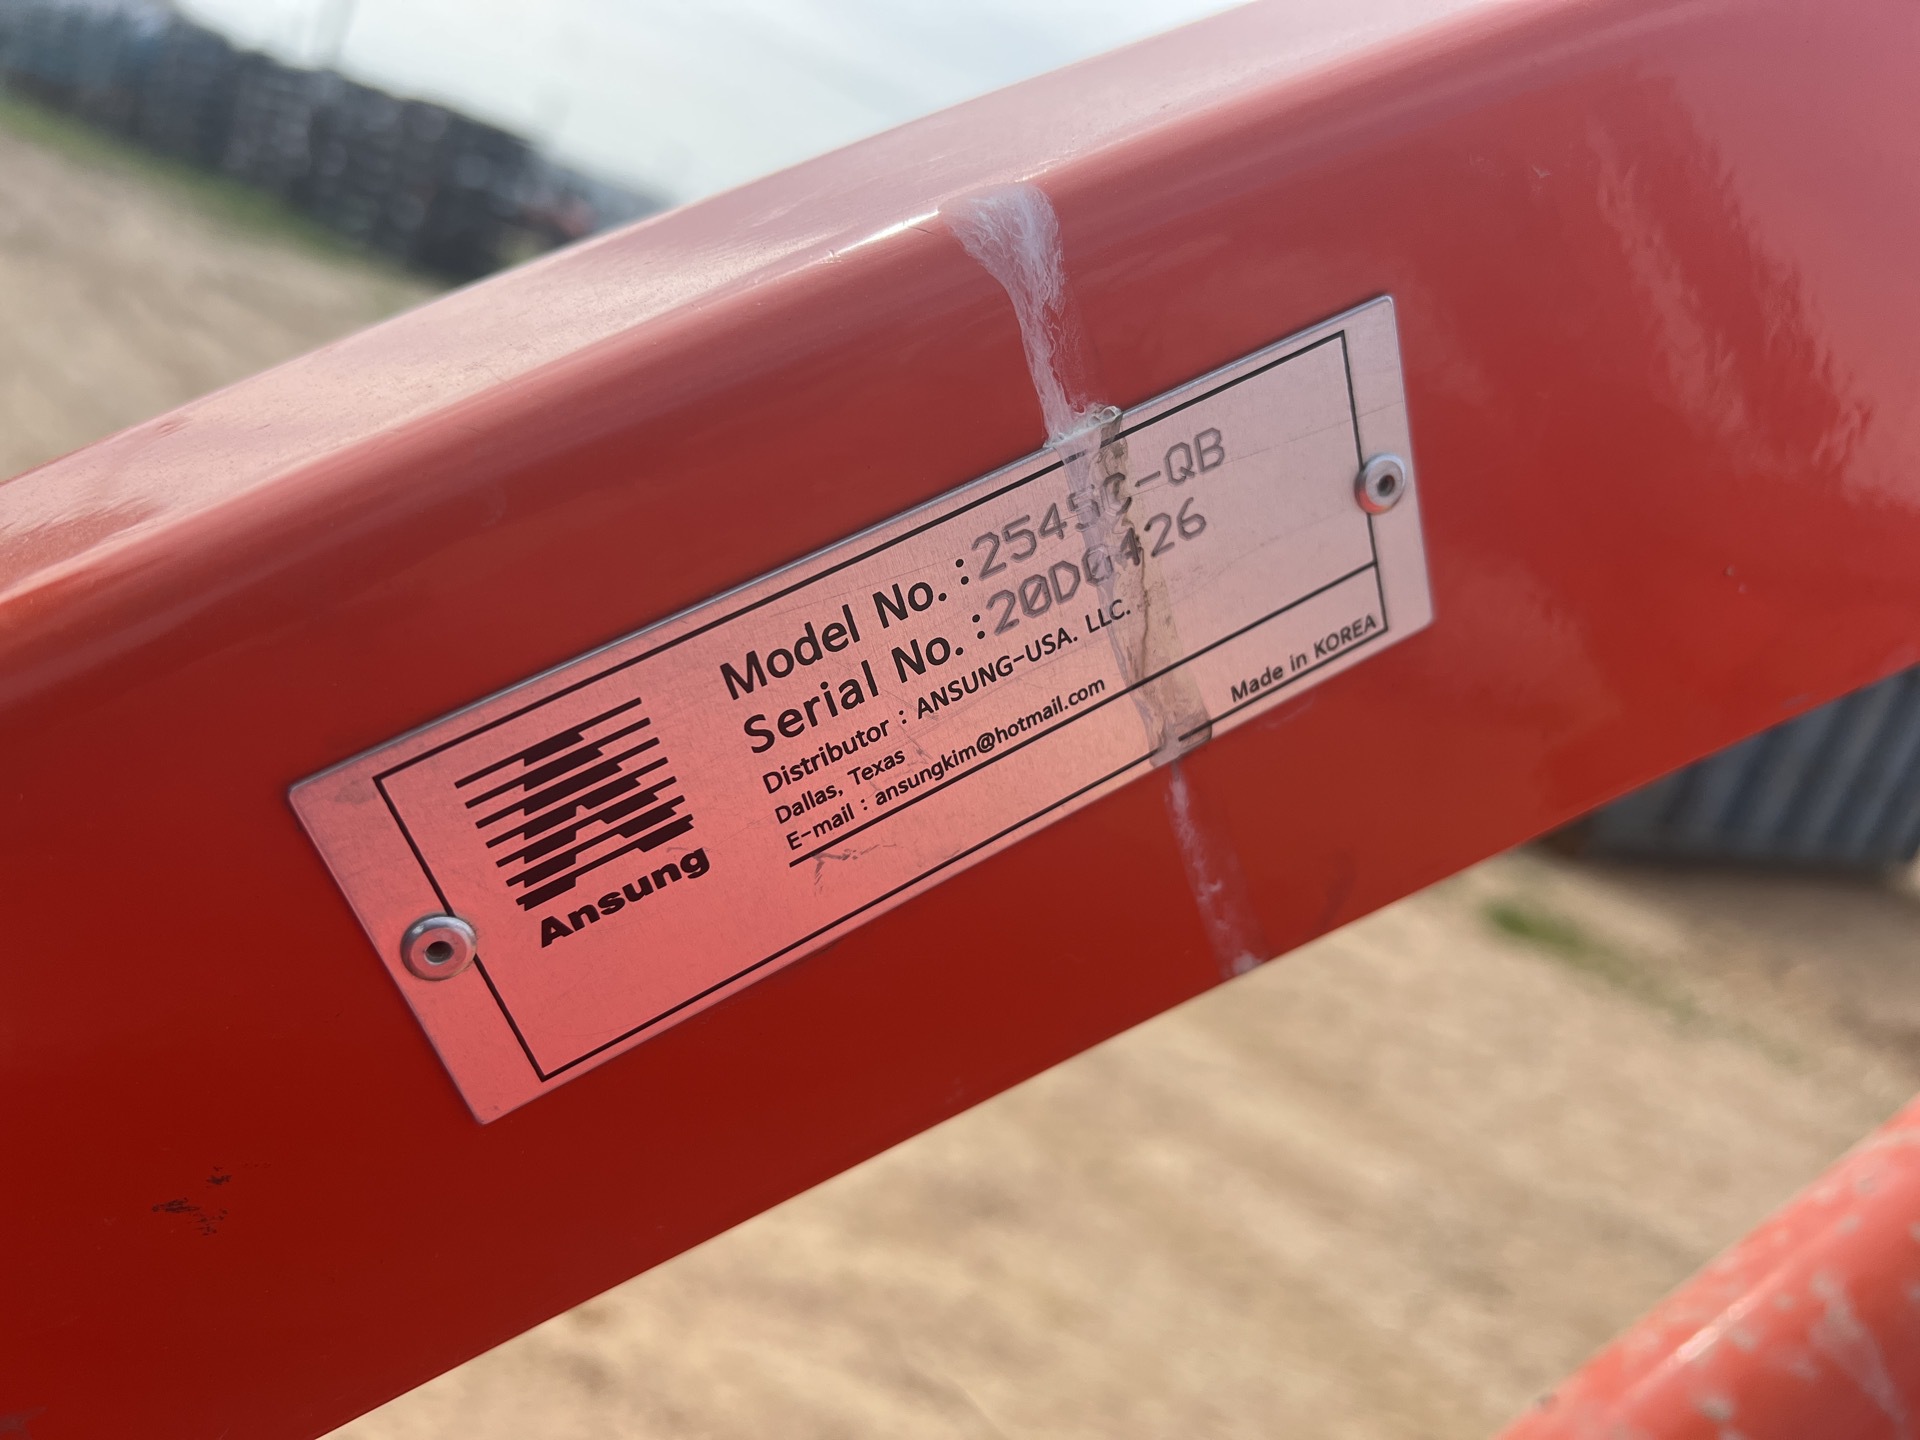 Model No. : 2545C-QB
Serial No. : 20D0426
Distributor : ANSUNG-USA. LLC.
Dallas, Texas
E-mail : ansungkim@hotmail.com
Ansung
Made in KOREA